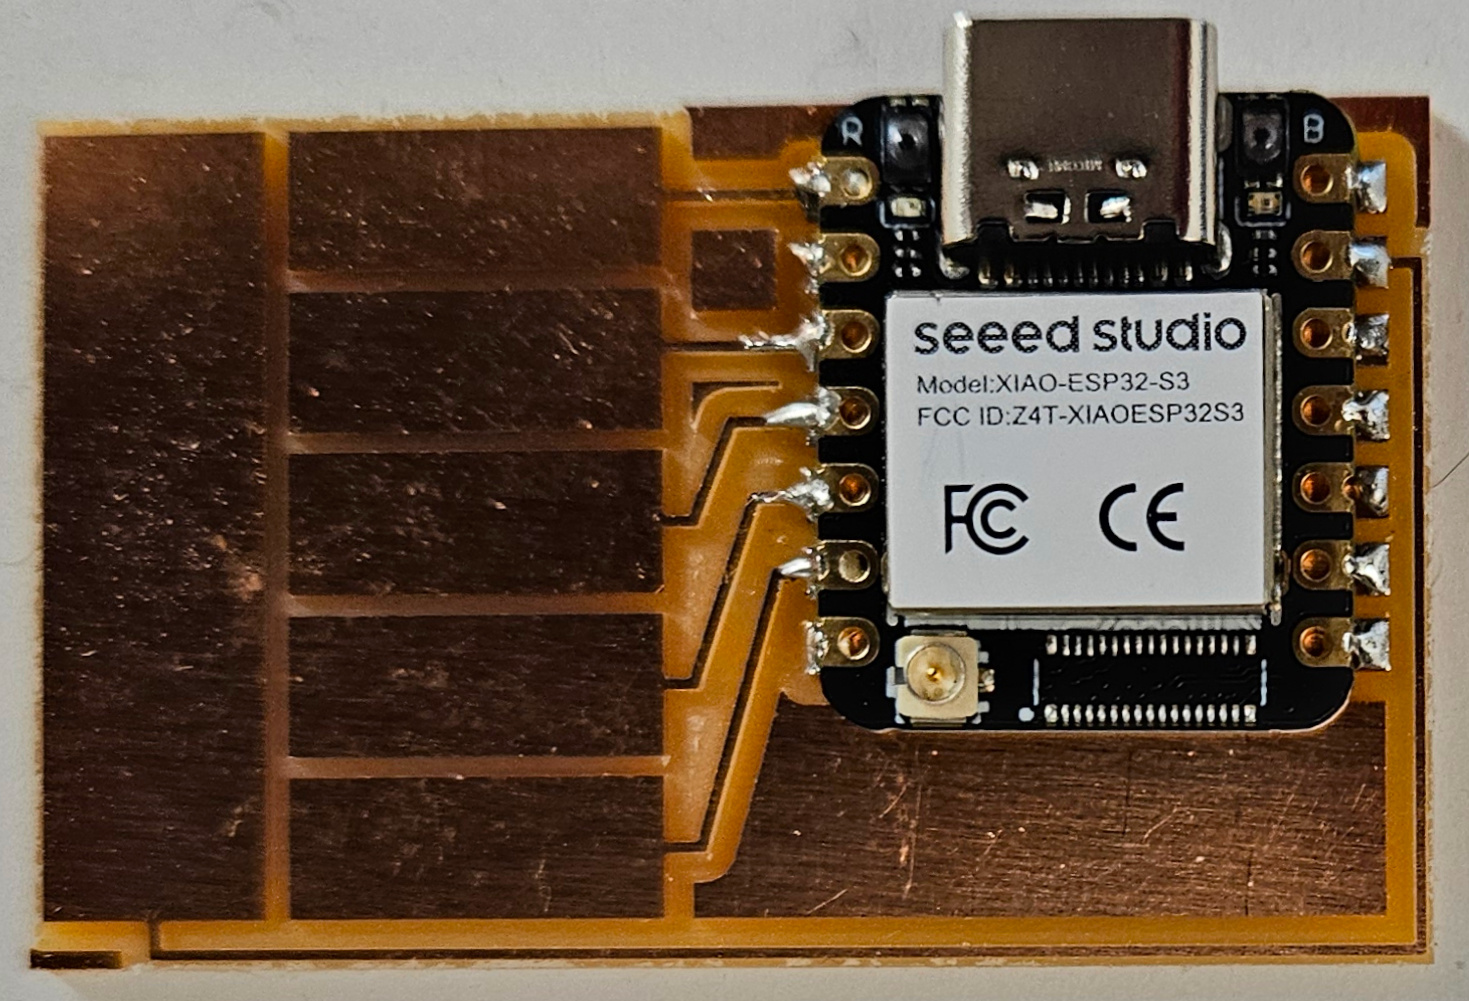 R
B
seeed studio
Model:XIAO-ESP32-S3
FCC ID:Z4T-XIAOESP32S3
FC CE